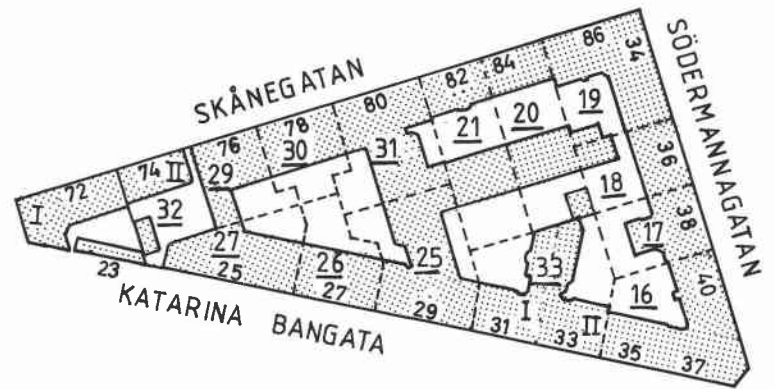 SKÅNEGATAN
SÖDERMANNAGATAN
KATARINA BANGATA
72 74 76 78 80 82 84 86
34 36 38 40
23 25 27 29 31 33 35 37
I II
32 29 30 31 21 20 19
27 26 25 18 17
33 16
I II